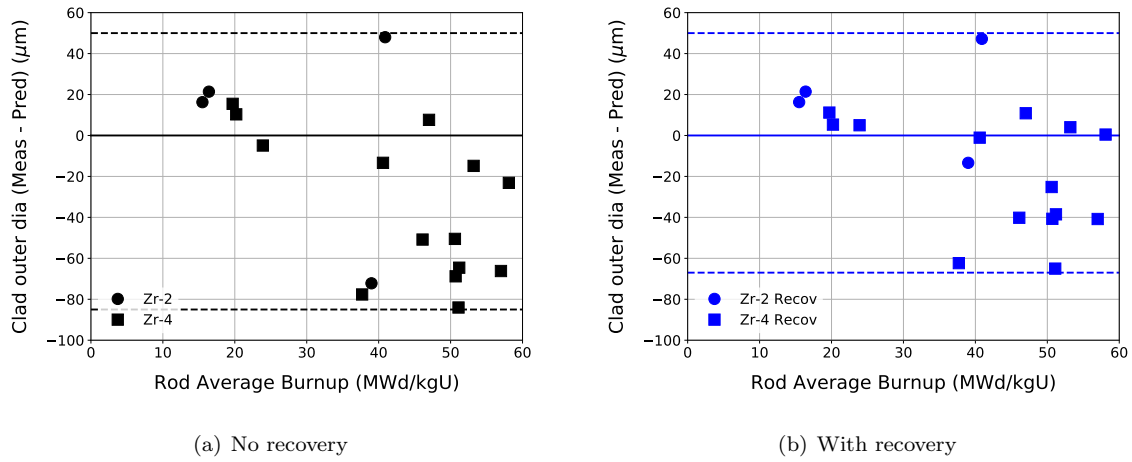 60
40
20
0
−20
−40
−60
−80
−100
Clad outer dia (Meas - Pred) (μm)
Zr-2
Zr-4
0 10 20 30 40 50 60
Rod Average Burnup (MWd/kgU)
(a) No recovery
60
40
20
0
−20
−40
−60
−80
−100
Clad outer dia (Meas - Pred) (μm)
Zr-2 Recov
Zr-4 Recov
0 10 20 30 40 50 60
Rod Average Burnup (MWd/kgU)
(b) With recovery